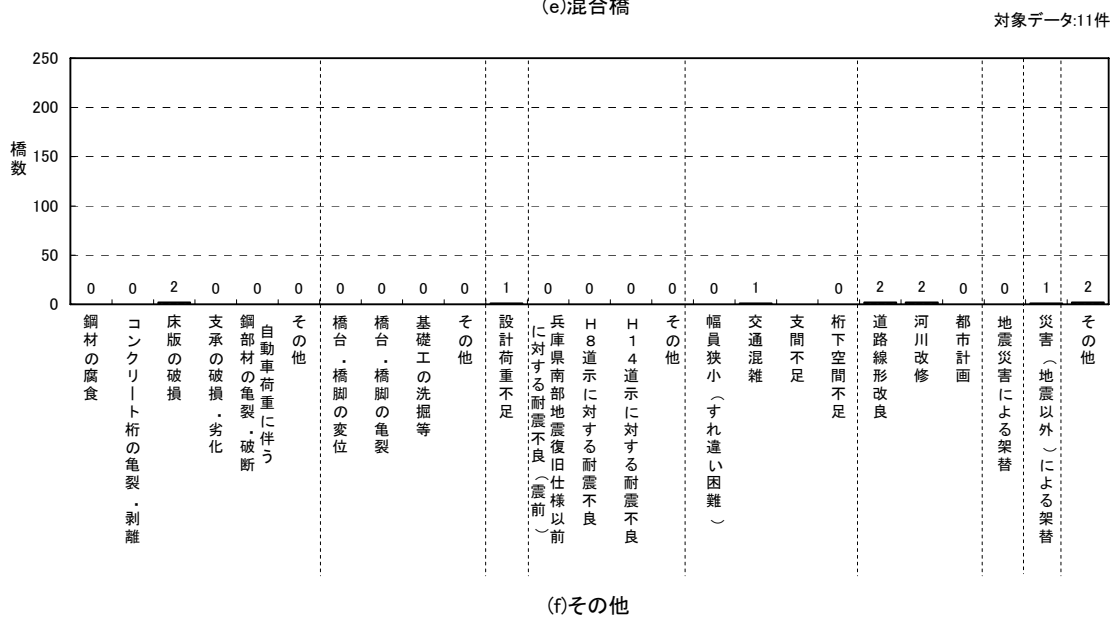 (e)混合橋
対象データ:11件
250
200
150
100
50
0
橋数
0 0 2 0 0 0 0 0 0 0 1 0 0 0 0 0 1 0 2 2 0 0 1 2
鋼材の腐食
コンクリート桁の亀裂・剥離
床版の破損
支承の破損・劣化
自動車荷重に伴う
鋼部材の亀裂・破断
その他
橋台・橋脚の変位
橋台・橋脚の亀裂
基礎工の洗掘等
その他
設計荷重不足
兵庫県南部地震復旧仕様以前
に対する耐震不良(震前)
H8道示に対する耐震不良
H14道示に対する耐震不良
その他
幅員狭小(すれ違い困難)
交通混雑
支間不足
桁下空間不足
道路線形改良
河川改修
都市計画
地震災害による架替
災害(地震以外)による架替
その他
(f)その他